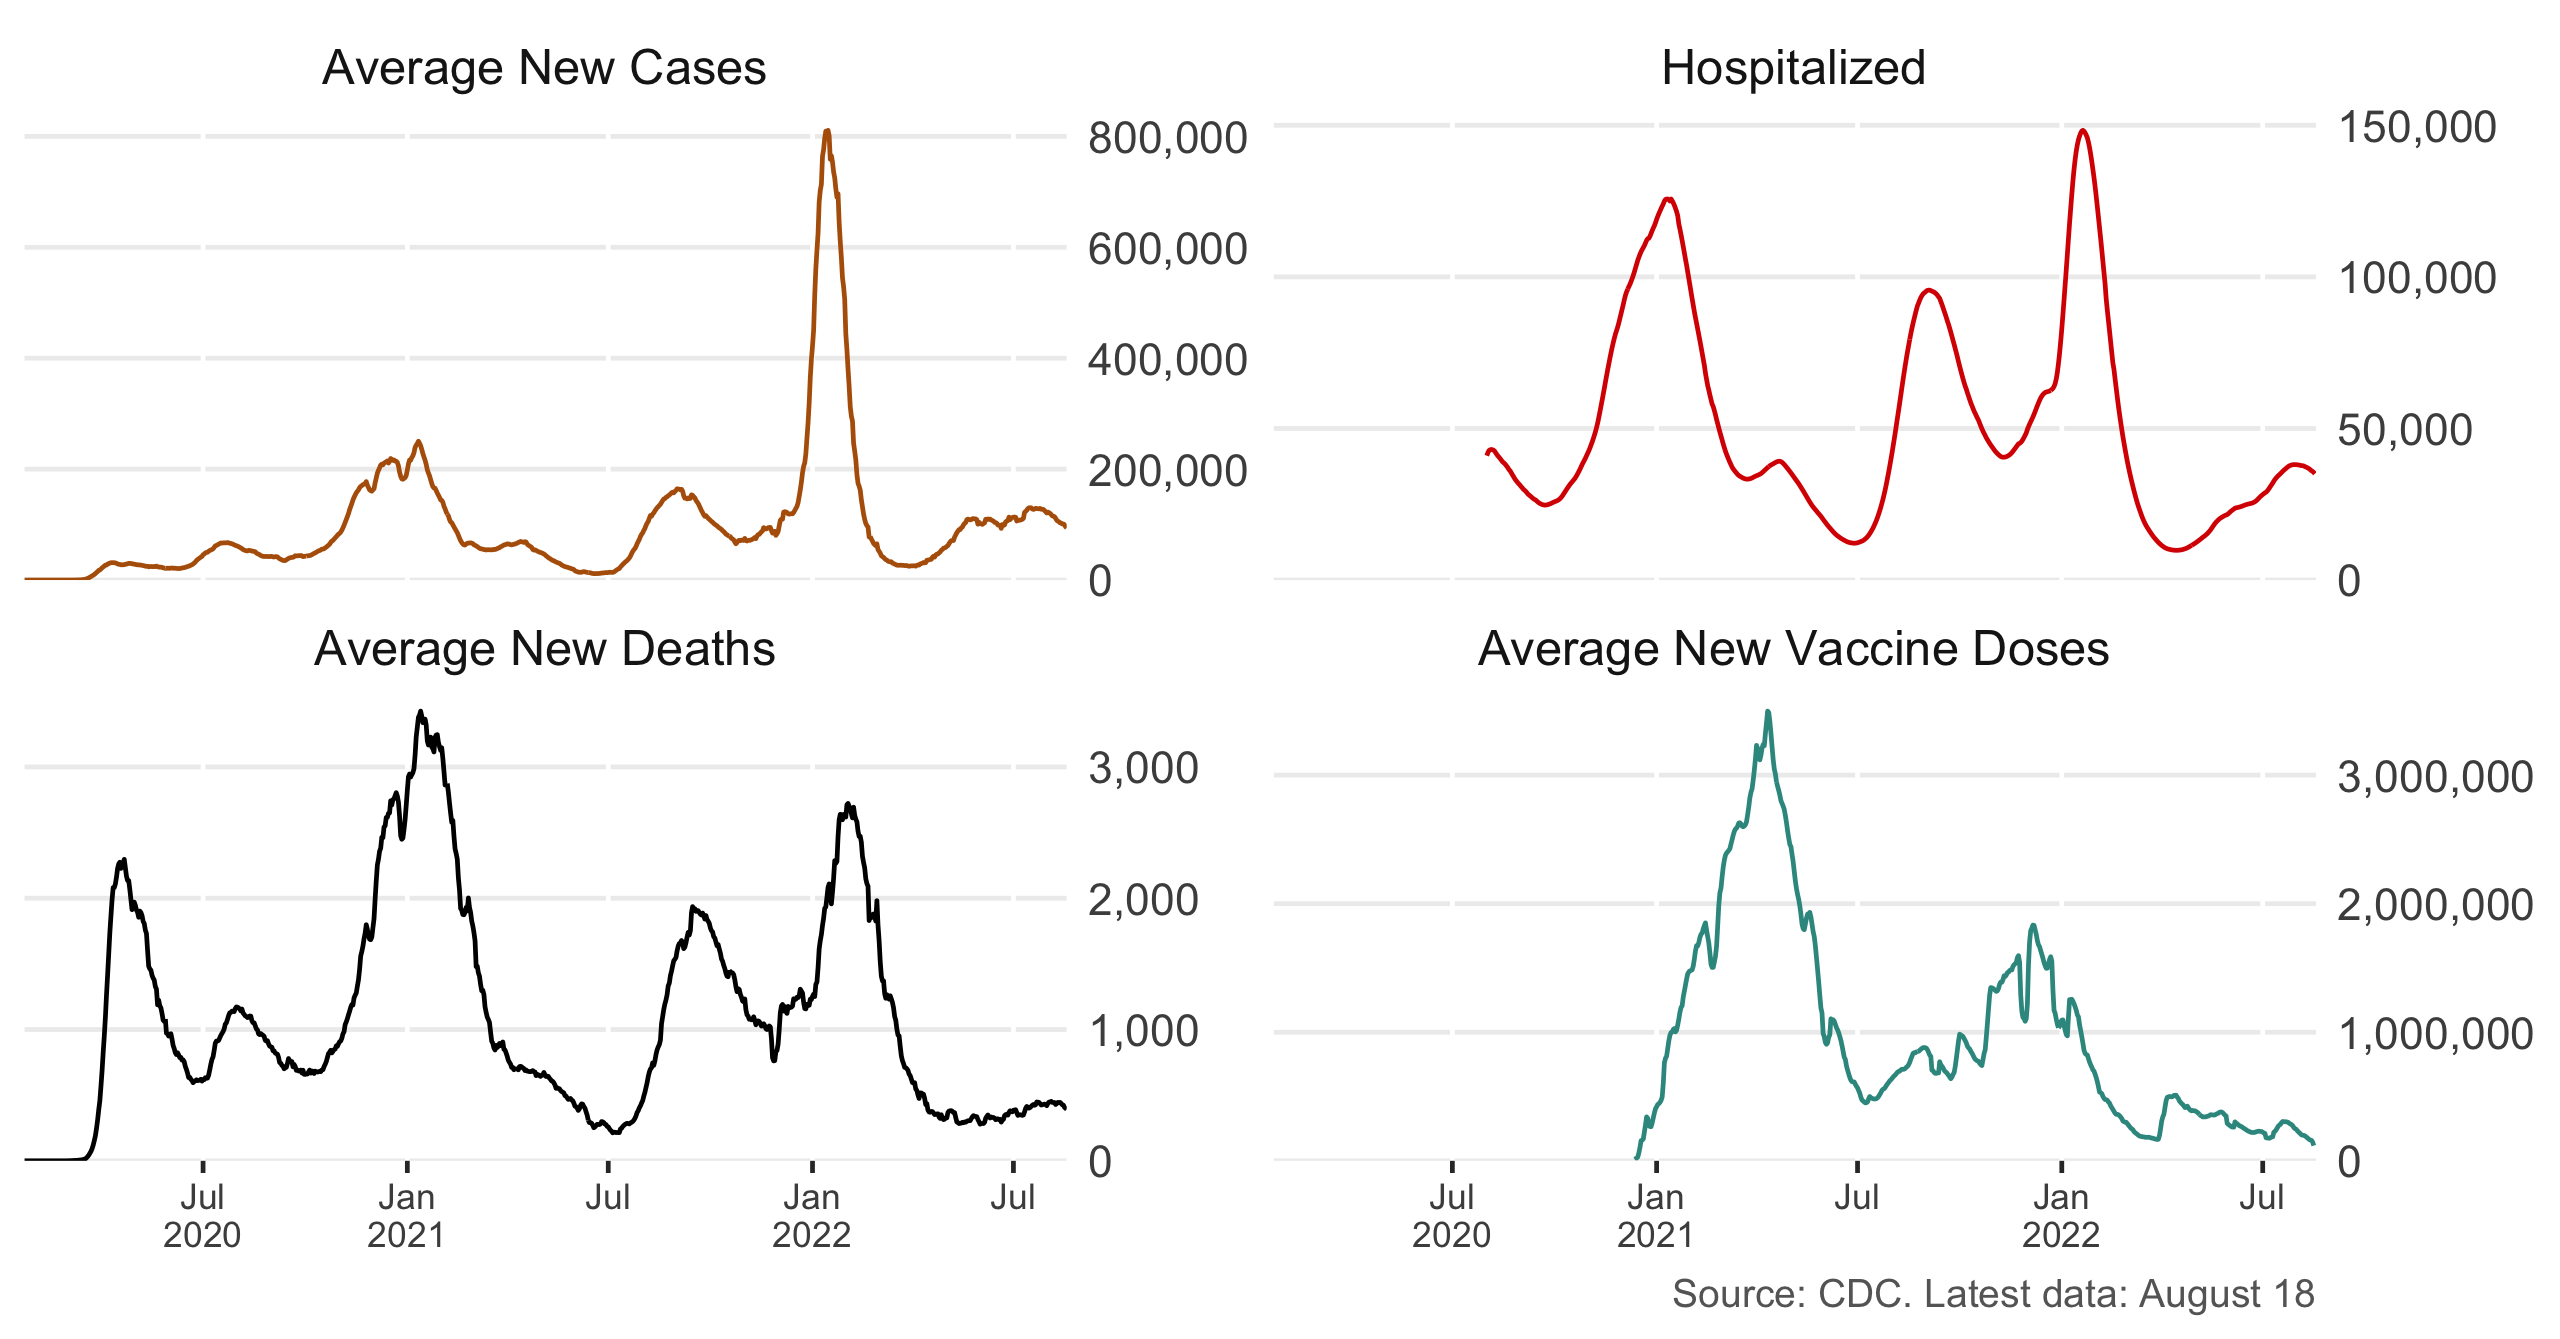 Average New Cases
800,000
600,000
400,000
200,000
0
Hospitalized
150,000
100,000
50,000
0
Average New Deaths
3,000
2,000
1,000
0
Jul Jan Jul Jan Jul
2020 2021 2022
Average New Vaccine Doses
3,000,000
2,000,000
1,000,000
0
Jul Jan Jul Jan Jul
2020 2021 2022
Source: CDC. Latest data: August 18